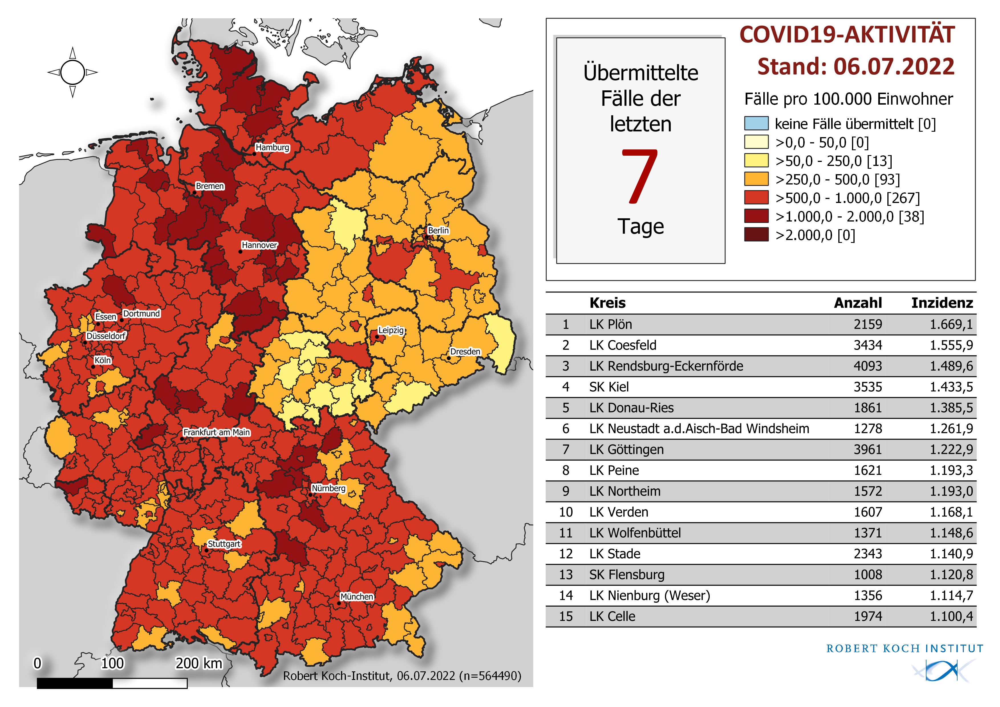 Hamburg
Bremen
Berlin
Hannover
Essen
Dortmund
Düsseldorf
Leipzig
Köln
Dresden
Frankfurt am Main
Nürnberg
Stuttgart
München
0 100 200 km
Robert Koch-Institut, 06.07.2022 (n=564490)
Übermittelte
Fälle der
letzten
7
Tage
COVID19-AKTIVITÄT
Stand: 06.07.2022
Fälle pro 100.000 Einwohner
keine Fälle übermittelt [0]
>0,0 - 50,0 [0]
>50,0 - 250,0 [13]
>250,0 - 500,0 [93]
>500,0 - 1.000,0 [267]
>1.000,0 - 2.000,0 [38]
>2.000,0 [0]
Kreis Anzahl Inzidenz
1 LK Plön 2159 1.669,1
2 LK Coesfeld 3434 1.555,9
3 LK Rendsburg-Eckernförde 4093 1.489,6
4 SK Kiel 3535 1.433,5
5 LK Donau-Ries 1861 1.385,5
6 LK Neustadt a.d.Aisch-Bad Windsheim 1278 1.261,9
7 LK Göttingen 3961 1.222,9
8 LK Peine 1621 1.193,3
9 LK Northeim 1572 1.193,0
10 LK Verden 1607 1.168,1
11 LK Wolfenbüttel 1371 1.148,6
12 LK Stade 2343 1.140,9
13 SK Flensburg 1008 1.120,8
14 LK Nienburg (Weser) 1356 1.114,7
15 LK Celle 1974 1.100,4
ROBERT KOCH INSTITUT